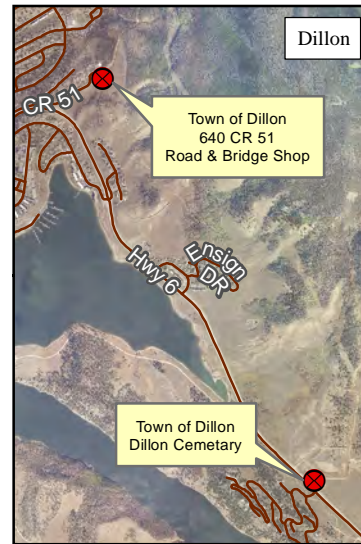 Dillon
CR 51
Town of Dillon
640 CR 51
Road & Bridge Shop
Hwy 6
Ensign
DR
Town of Dillon
Dillon Cemetary